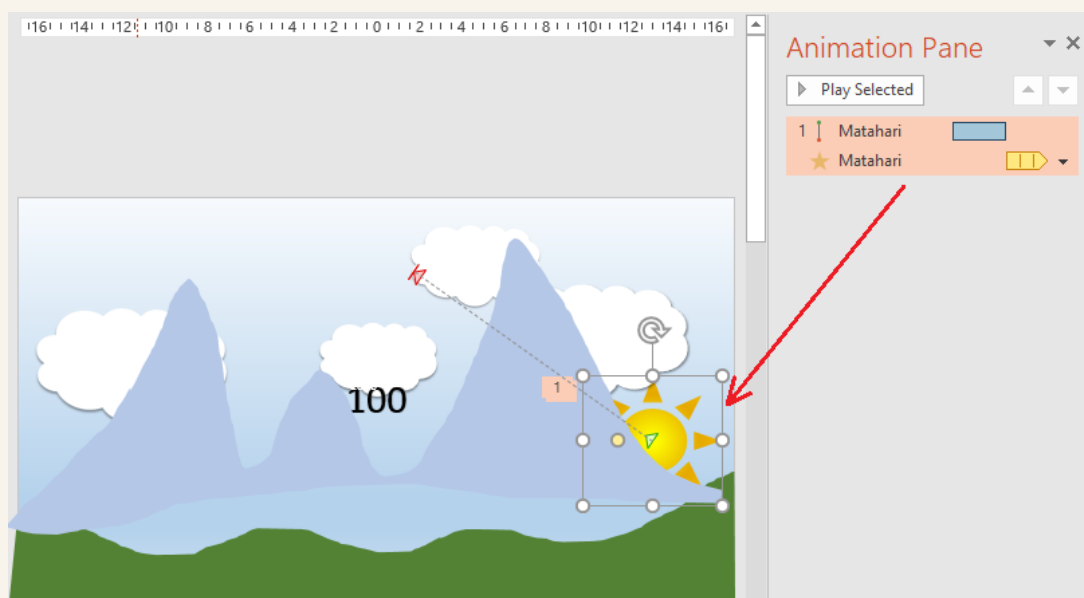 16 14 12 10 8 6 4 2 0 2 4 6 8 10 12 14 16
Animation Pane
Play Selected
1 Matahari
Matahari
1
100